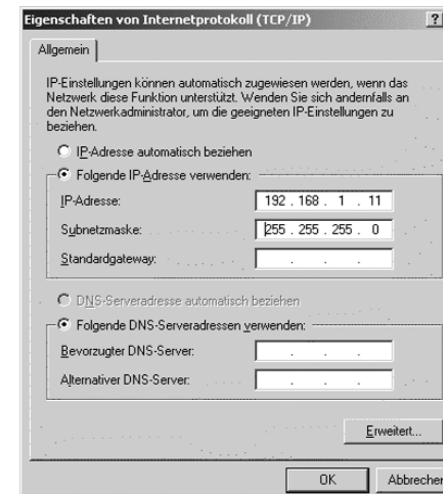 Eigenschaften von Internetprotokoll (TCP/IP) ?
Allgemein
IP-Einstellungen können automatisch zugewiesen werden, wenn das
Netzwerk diese Funktion unterstützt. Wenden Sie sich andernfalls an
den Netzwerkadministrator, um die geeigneten IP-Einstellungen zu
beziehen.
IP-Adresse automatisch beziehen
Folgende IP-Adresse verwenden:
IP-Adresse: 192 . 168 . 1 . 11
Subnetzmaske: 255 . 255 . 255 . 0
Standardgateway: . . .
DNS-Serveradresse automatisch beziehen
Folgende DNS-Serveradressen verwenden:
Bevorzugter DNS-Server: . . .
Alternativer DNS-Server: . . .
Erweitert...
OK Abbrechen